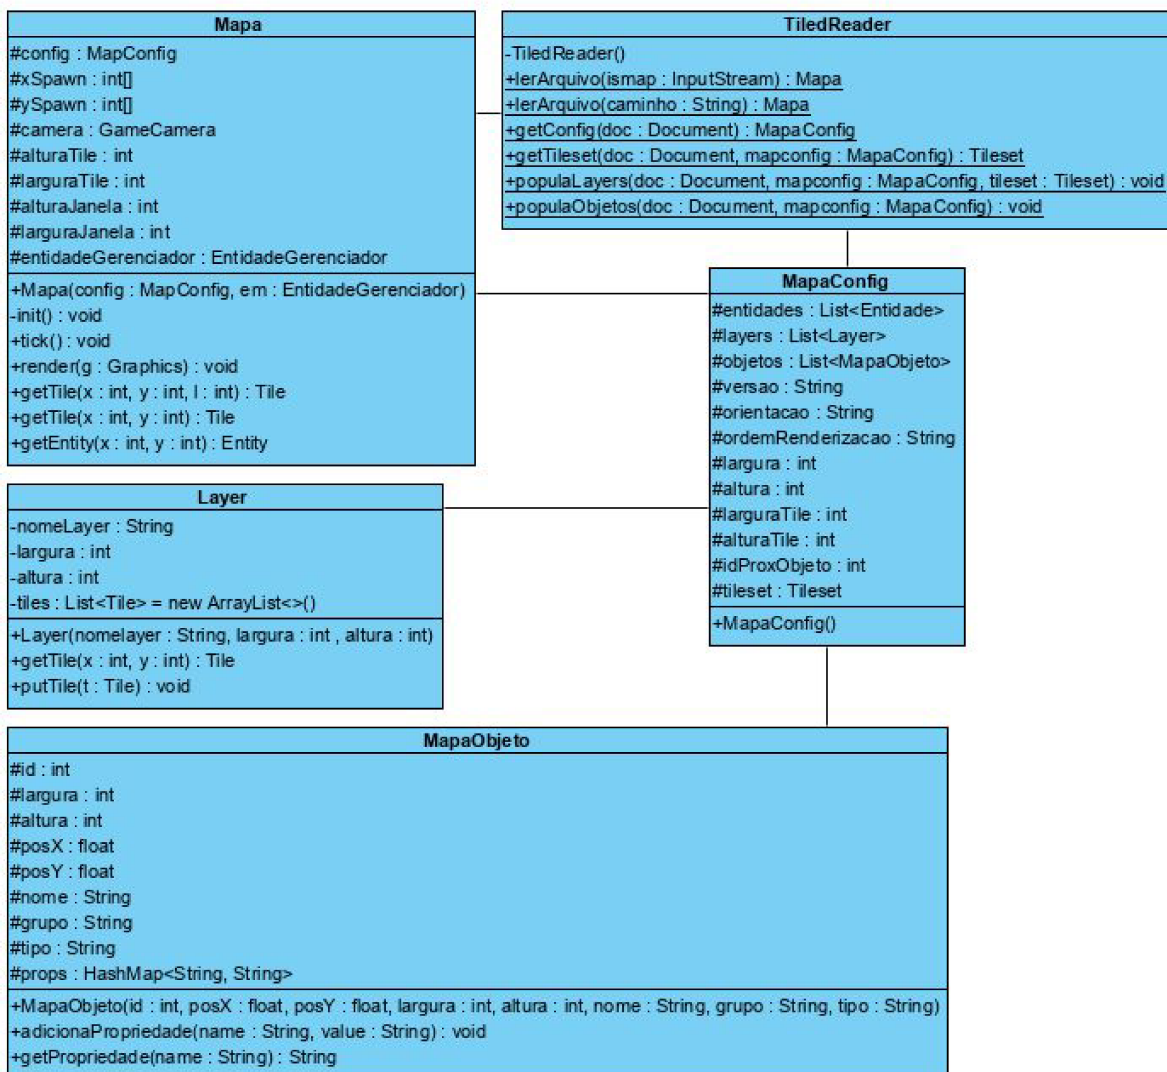 Mapa
#config : MapConfig
#xSpawn : int[]
#ySpawn : int[]
#camera : GameCamera
#alturaTile : int
#larguraTile : int
#alturaJanela : int
#larguraJanela : int
#entidadeGerenciador : EntidadeGerenciador
+Mapa(config : MapConfig, em : EntidadeGerenciador)
-init() : void
+tick() : void
+render(g : Graphics) : void
+getTile(x : int, y : int, l : int) : Tile
+getTile(x : int, y : int) : Tile
+getEntity(x : int, y : int) : Entity
TiledReader
-TiledReader()
+lerArquivo(ismap : InputStream) : Mapa
+lerArquivo(caminho : String) : Mapa
+getConfig(doc : Document) : MapaConfig
+getTileset(doc : Document, mapconfig : MapaConfig) : Tileset
+populaLayers(doc : Document, mapconfig : MapaConfig, tileset : Tileset) : void
+populaObjetos(doc : Document, mapconfig : MapaConfig) : void
MapaConfig
#entidades : List<Entidade>
#layers : List<Layer>
#objetos : List<MapaObjeto>
#versao : String
#orientacao : String
#ordemRenderizacao : String
#largura : int
#altura : int
#larguraTile : int
#alturaTile : int
#idProxObjeto : int
#tileset : Tileset
+MapaConfig()
Layer
-nomeLayer : String
-largura : int
-altura : int
-tiles : List<Tile> = new ArrayList<>()
+Layer(nomelayer : String, largura : int , altura : int)
+getTile(x : int, y : int) : Tile
+putTile(t : Tile) : void
MapaObjeto
#id : int
#largura : int
#altura : int
#posX : float
#posY : float
#nome : String
#grupo : String
#tipo : String
#props : HashMap<String, String>
+MapaObjeto(id : int, posX : float, posY : float, largura : int, altura : int, nome : String, grupo : String, tipo : String)
+adicionaPropriedade(name : String, value : String) : void
+getPropriedade(name : String) : String